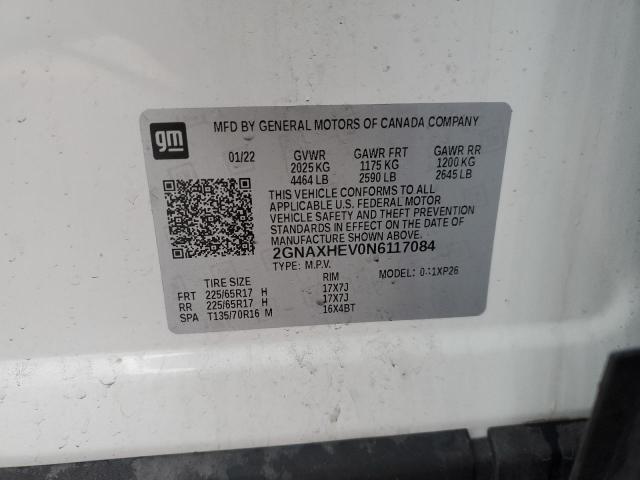 gm
MFD BY GENERAL MOTORS OF CANADA COMPANY
01/22 GVWR GAWR FRT GAWR RR
2025 KG 1175 KG 1200 KG
4464 LB 2590 LB 2645 LB
THIS VEHICLE CONFORMS TO ALL
APPLICABLE U.S. FEDERAL MOTOR
VEHICLE SAFETY AND THEFT PREVENTION
STANDARDS IN EFFECT ON THE DATE OF
MANUFACTURE SHOWN ABOVE.
2GNAXHEV0N6117084
TYPE: M.P.V. MODEL:
TIRE SIZE RIM
FRT 225/65R17 H 17X7J
RR 225/65R17 H 17X7J
SPA T135/70R16 M 16X4BT